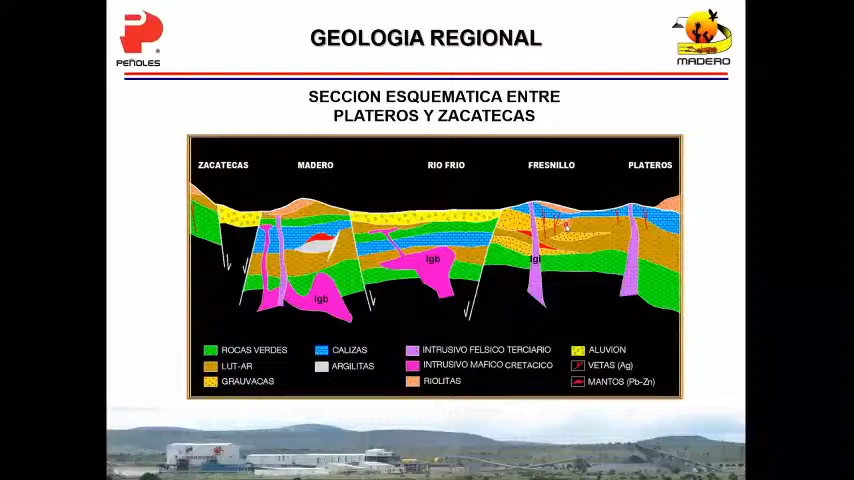 GEOLOGIA REGIONAL
PEÑOLES
MADERO
SECCION ESQUEMATICA ENTRE
PLATEROS Y ZACATECAS
ZACATECAS MADERO RIO FRIO FRESNILLO PLATEROS
Igb Igb
Igb
ROCAS VERDES CALIZAS INTRUSIVO FELSICO TERCIARIO ALUVION
LUT-AR ARGILITAS INTRUSIVO MAFICO CRETACICO VETAS (Ag)
GRAUVACAS RIOLITAS MANTOS (Pb-Zn)